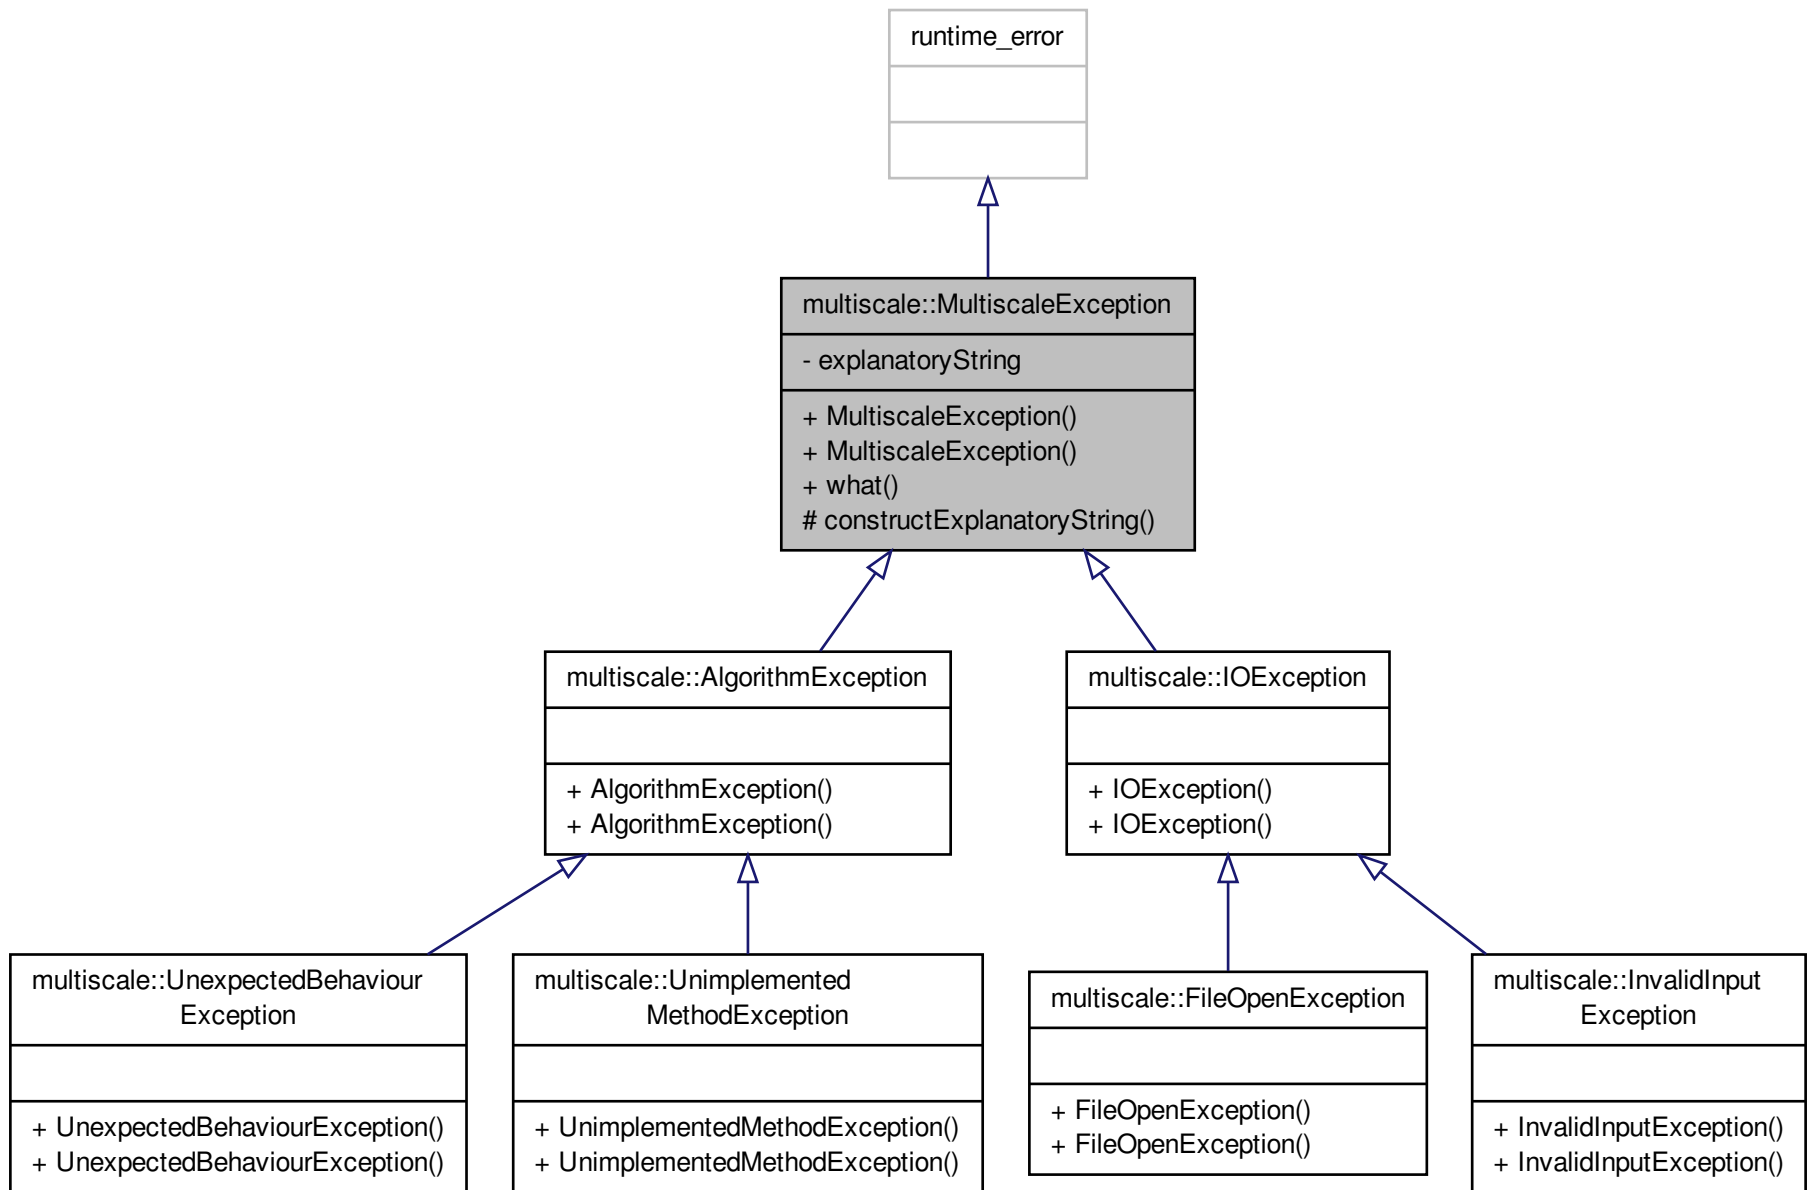 runtime_error
multiscale::MultiscaleException
- explanatoryString
+ MultiscaleException()
+ MultiscaleException()
+ what()
# constructExplanatoryString()
multiscale::AlgorithmException
+ AlgorithmException()
+ AlgorithmException()
multiscale::IOException
+ IOException()
+ IOException()
multiscale::UnexpectedBehaviour
Exception
+ UnexpectedBehaviourException()
+ UnexpectedBehaviourException()
multiscale::Unimplemented
MethodException
+ UnimplementedMethodException()
+ UnimplementedMethodException()
multiscale::FileOpenException
+ FileOpenException()
+ FileOpenException()
multiscale::InvalidInput
Exception
+ InvalidInputException()
+ InvalidInputException()